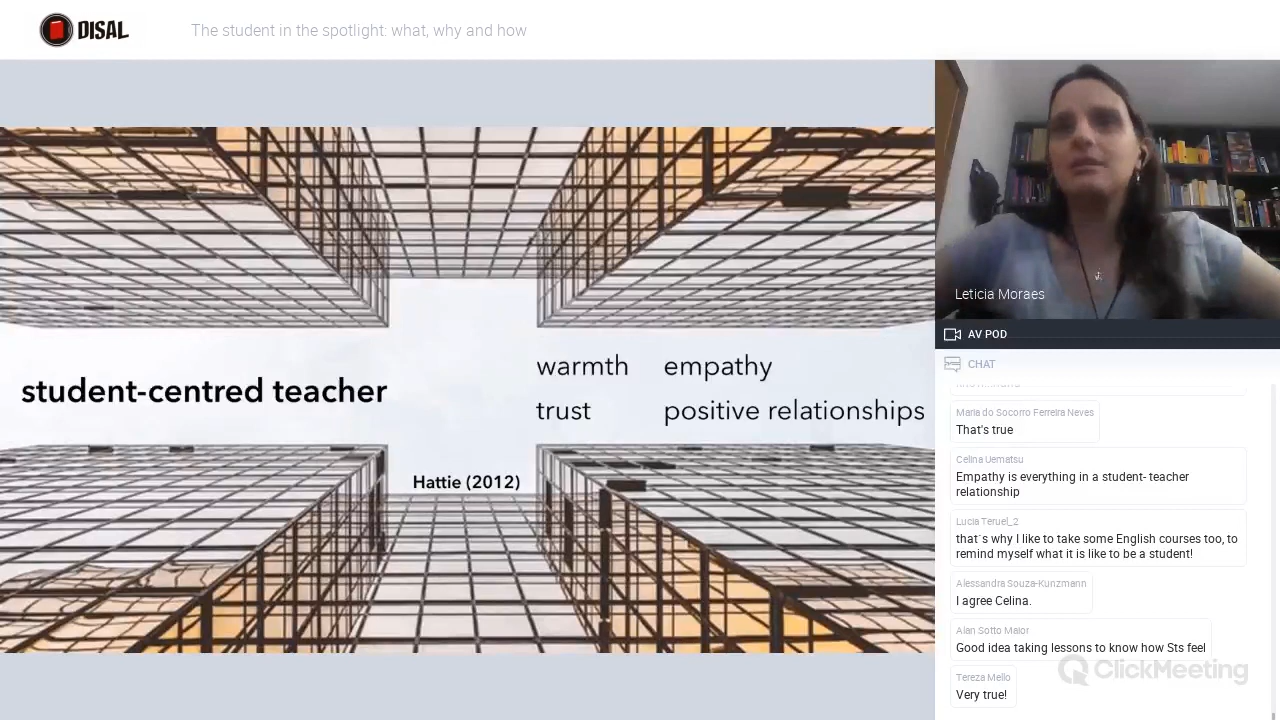 DISAL
The student in the spotlight: what, why and how
student-centred teacher
warmth empathy
trust positive relationships
Hattie (2012)
Leticia Moraes
AV POD
CHAT
Maria do Socorro Ferreira Neves
That's true
Celina Uematsu
Empathy is everything in a student- teacher
relationship
Lucia Teruel_2
that´s why I like to take some English courses too, to
remind myself what it is like to be a student!
Alessandra Souza-Kunzmann
I agree Celina.
Alan Sotto Maior
Good idea taking lessons to know how Sts feel
Tereza Mello
Very true!
ClickMeeting